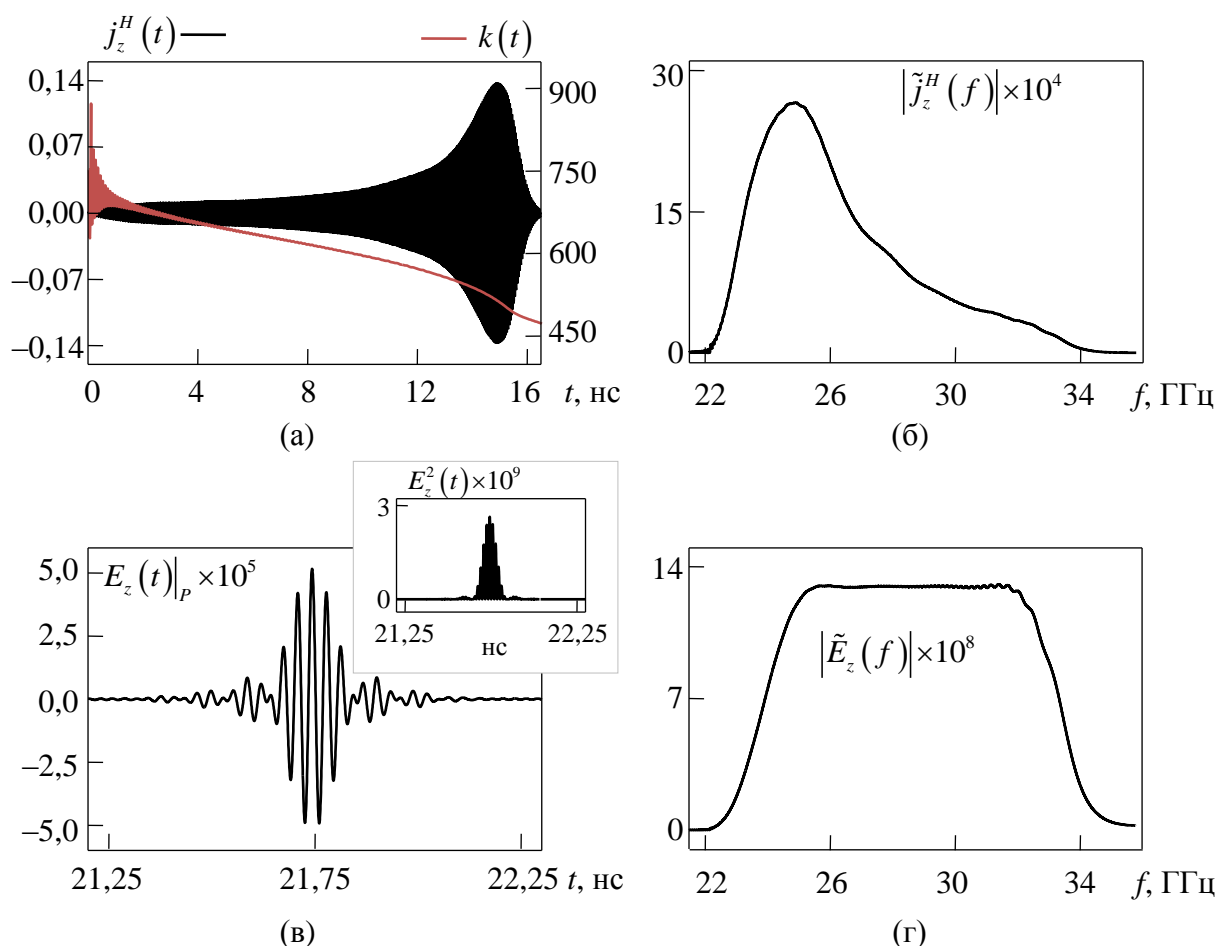 j_z^H(t) — — k(t)
0,14
0,07
0,00
–0,07
–0,14
900
750
600
450
0 4 8 12 16 t, нс
(а)
30
15
0
|j̃_z^H(f)|×10^4
22 26 30 34 f, ГГц
(б)
E_z(t)|_P ×10^5
5,0
2,5
0,0
–2,5
–5,0
E_z^2(t)×10^9
3
0
21,25 22,25
нс
21,25 21,75 22,25 t, нс
(в)
14
7
0
|Ẽ_z(f)|×10^8
22 26 30 34 f, ГГц
(г)